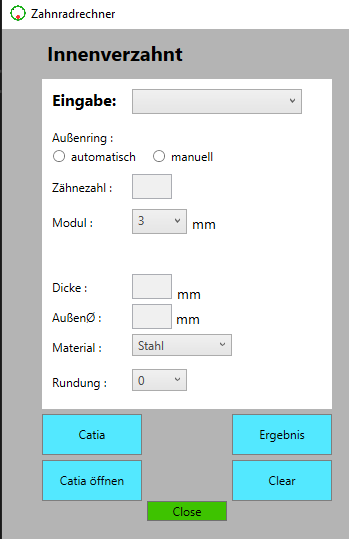 Zahnradrechner
Innenverzahnt
Eingabe:
Außenring :
automatisch manuell
Zähnezahl :
Modul : 3 mm
Dicke : mm
AußenØ : mm
Material : Stahl
Rundung : 0
Catia Ergebnis
Catia öffnen Clear
Close